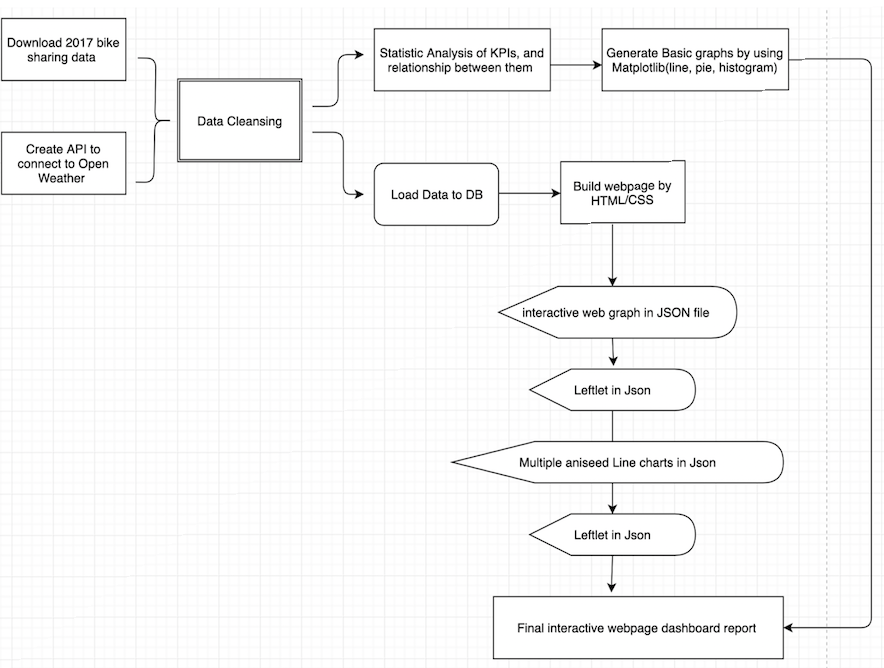 Download 2017 bike
sharing data
Create API to
connect to Open
Weather
Data Cleansing
Statistic Analysis of KPIs, and
relationship between them
Generate Basic graphs by using
Matplotlib(line, pie, histogram)
Load Data to DB
Build webpage by
HTML/CSS
interactive web graph in JSON file
Leftlet in Json
Multiple aniseed Line charts in Json
Leftlet in Json
Final interactive webpage dashboard report